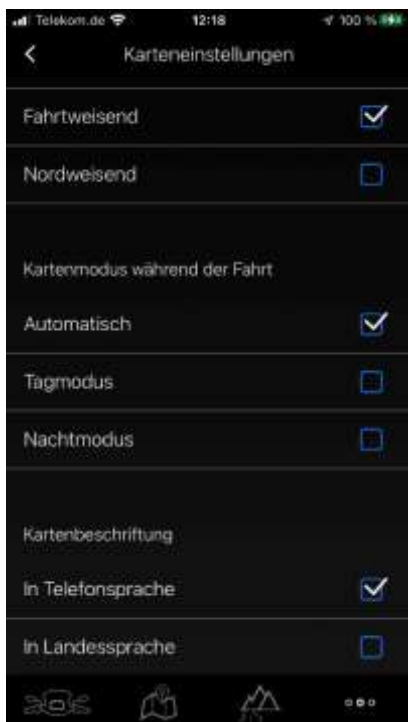 Telekom.de 12:18 100 %
Karteneinstellungen
Fahrtweisend
Nordweisend
Kartenmodus während der Fahrt
Automatisch
Tagmodus
Nachtmodus
Kartenbeschriftung
In Telefonsprache
In Landessprache